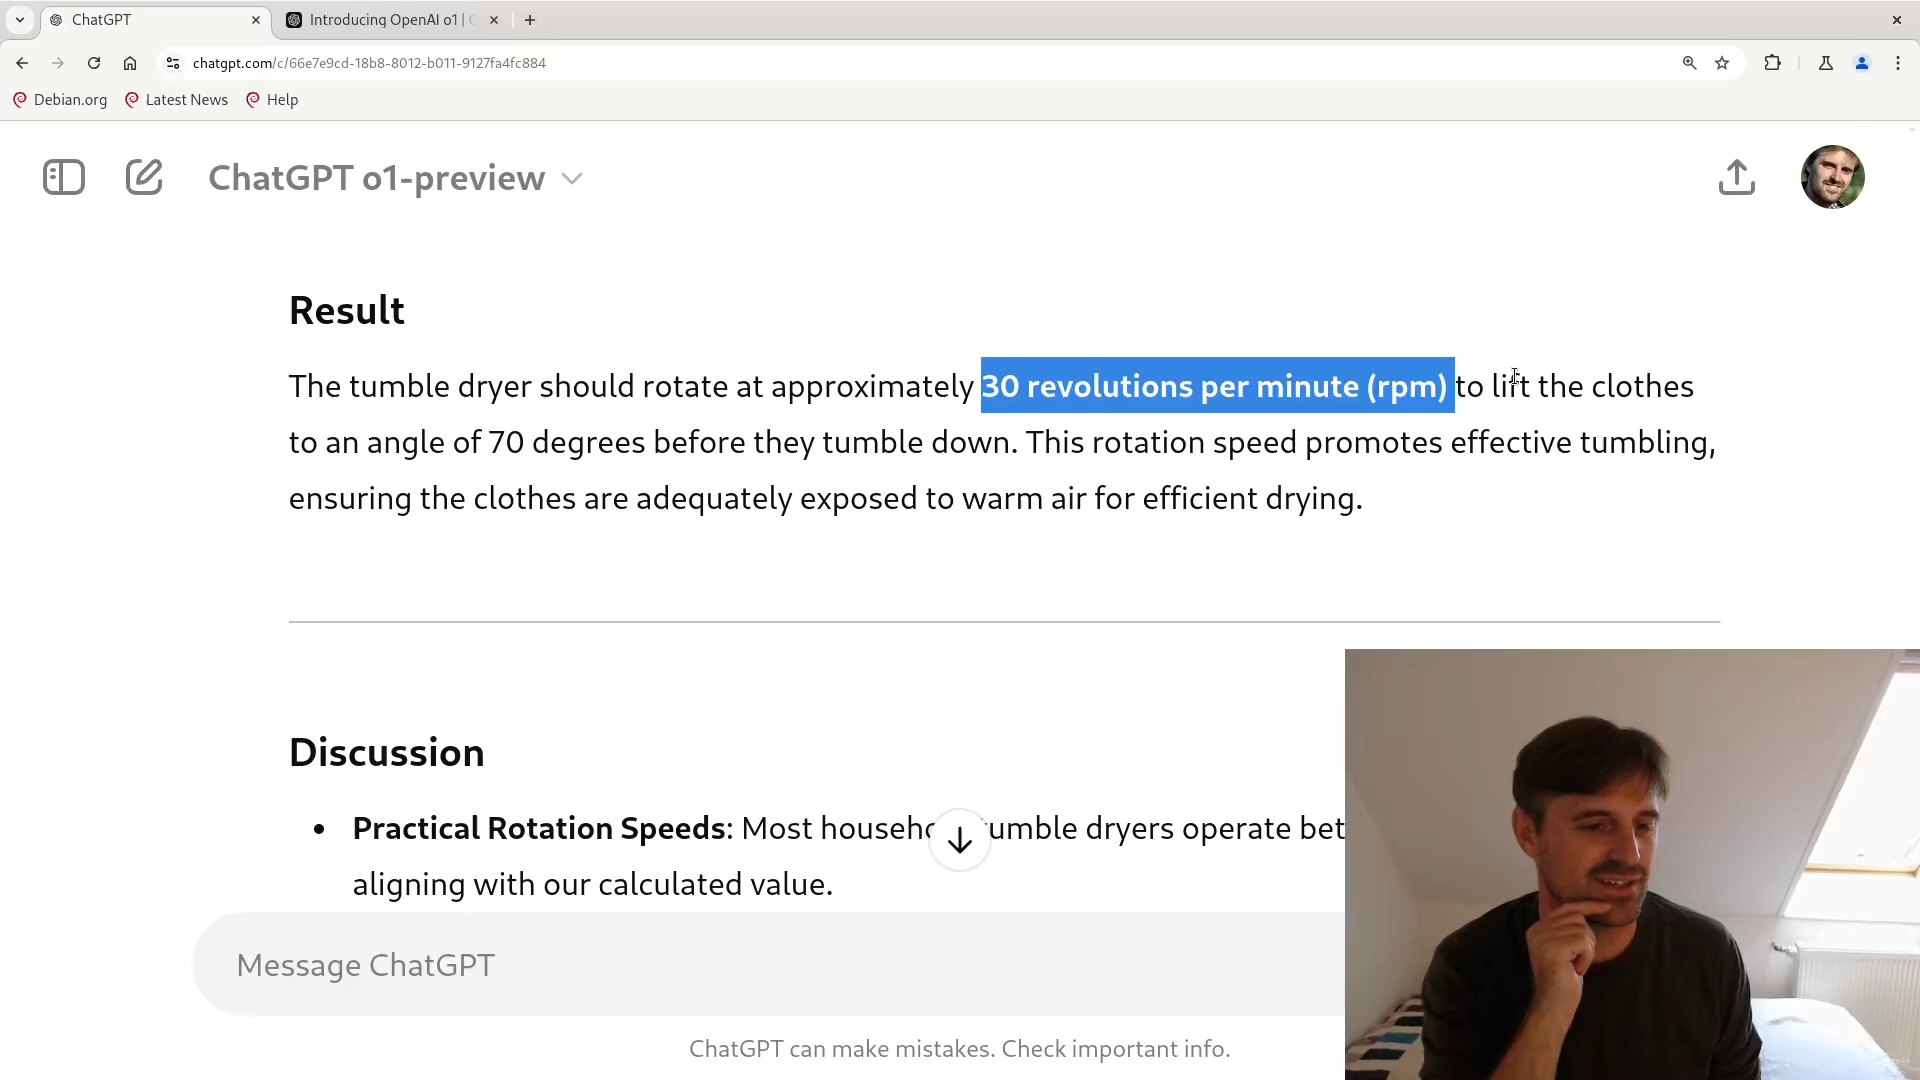 ChatGPT
Introducing OpenAI o1 |
chatgpt.com/c/66e7e9cd-18b8-8012-b011-9127fa4fc884
Debian.org
Latest News
Help
ChatGPT o1-preview
Result
The tumble dryer should rotate at approximately 30 revolutions per minute (rpm) to lift the clothes
to an angle of 70 degrees before they tumble down. This rotation speed promotes effective tumbling,
ensuring the clothes are adequately exposed to warm air for efficient drying.
Discussion
• Practical Rotation Speeds: Most tumble dryers operate
aligning with our calculated value.
Message ChatGPT
ChatGPT can make mistakes. Check important info.